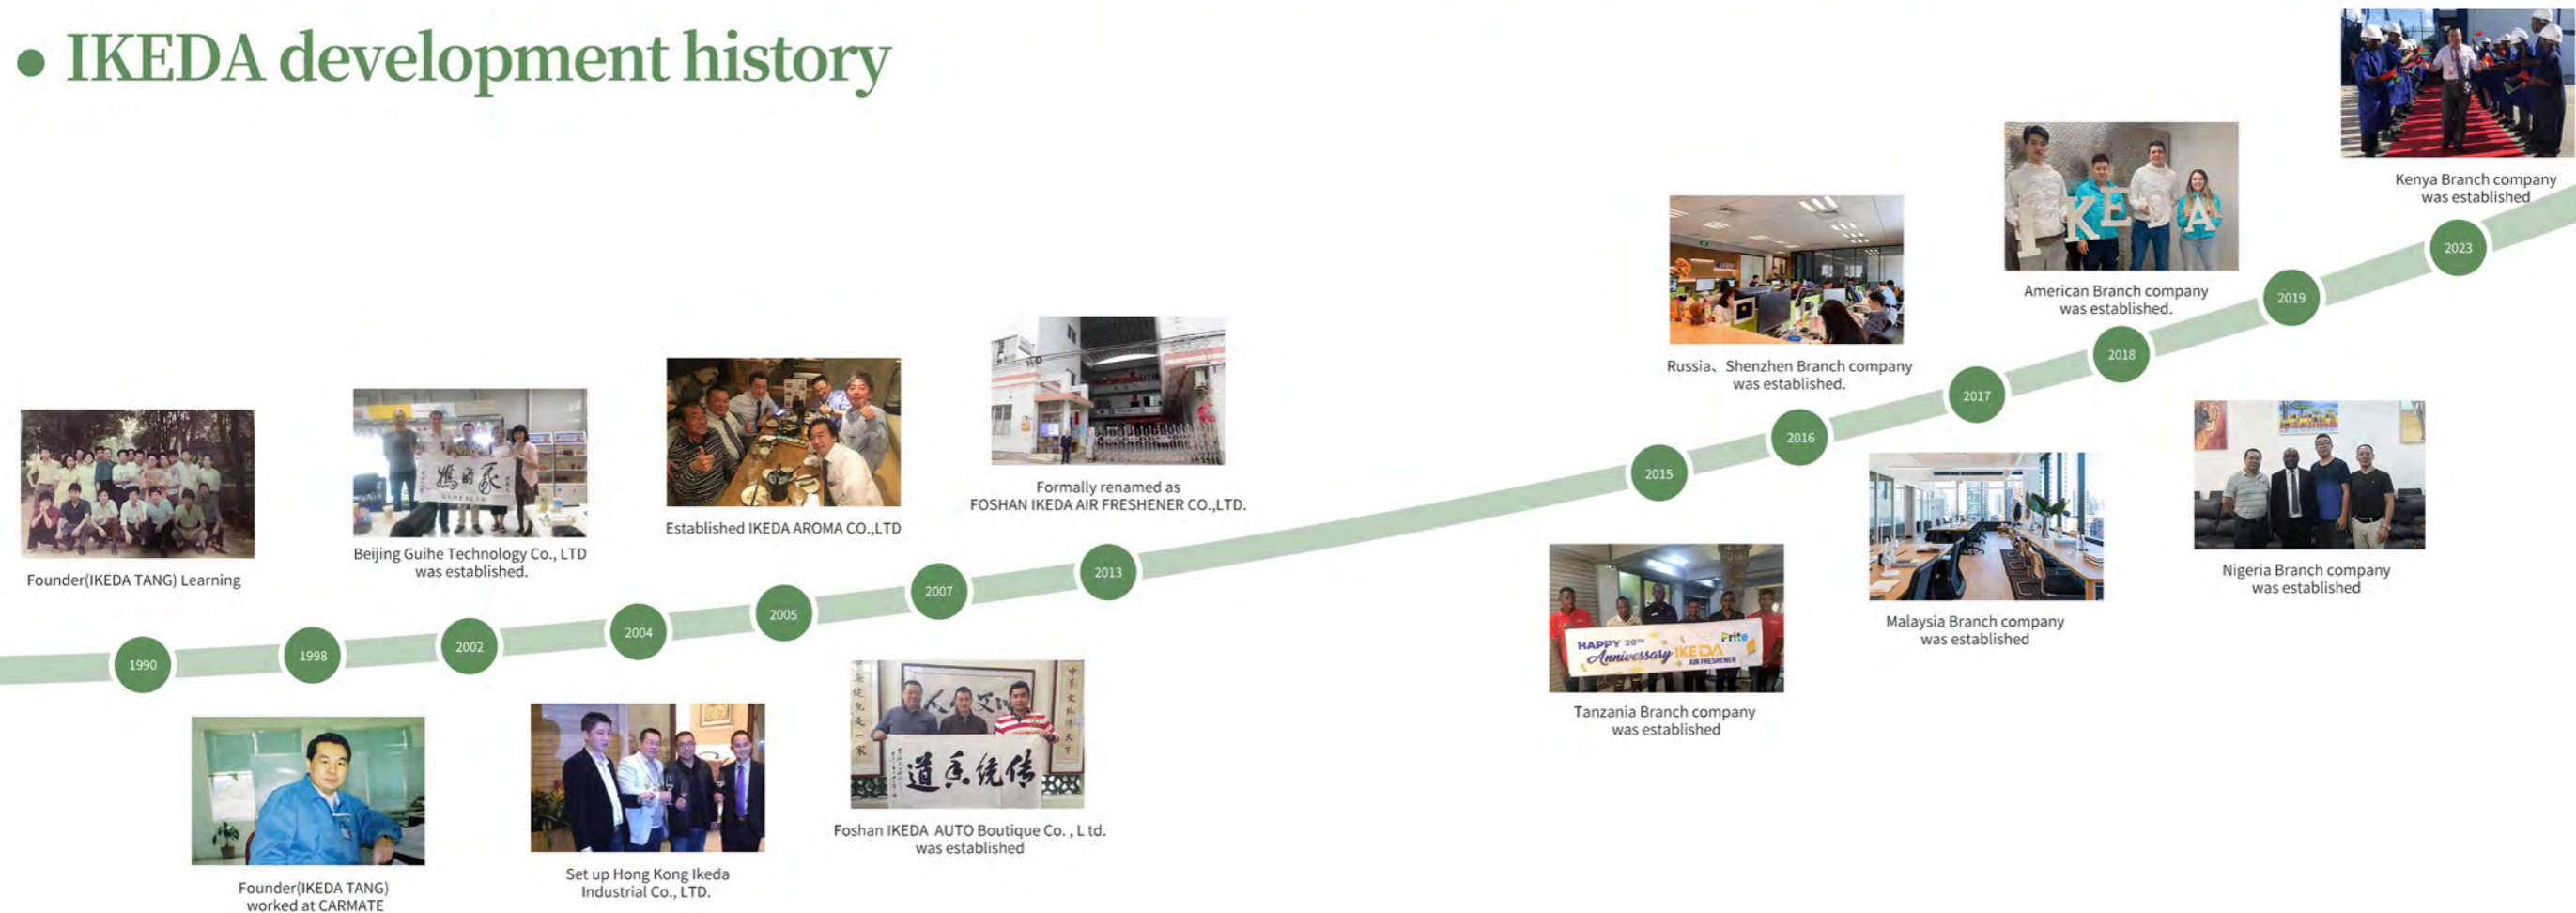 • IKEDA development history
Founder(IKEDA TANG) Learning
1990
1998
Founder(IKEDA TANG)
worked at CARMATE
Beijing Guihe Technology Co., LTD
was established.
2002
2004
Set up Hong Kong Ikeda
Industrial Co., LTD.
Established IKEDA AROMA CO.,LTD
2005
2007
道香统传
Foshan IKEDA AUTO Boutique Co. , L td.
was established
Formally renamed as
FOSHAN IKEDA AIR FRESHENER CO.,LTD.
2013
2015
HAPPY 20TH
Anniversary IKEDA
AIR FRESHENER
Prite
Tanzania Branch company
was established
Russia、Shenzhen Branch company
was established.
2016
2017
Malaysia Branch company
was established
IKEDA
American Branch company
was established.
2018
2019
Nigeria Branch company
was established
Kenya Branch company
was established
2023